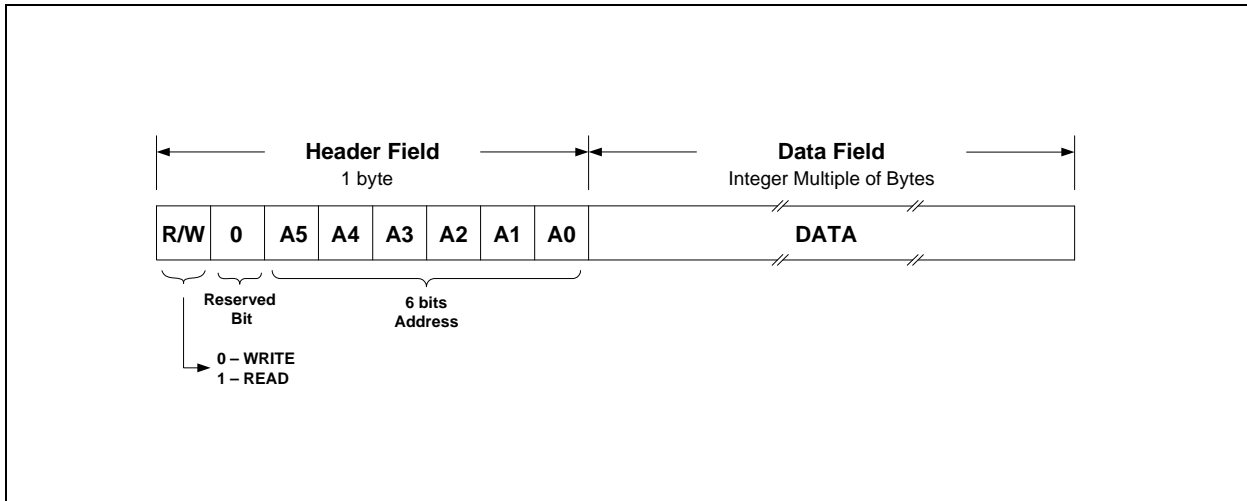 Header Field
1 byte
Data Field
Integer Multiple of Bytes
R/W 0 A5 A4 A3 A2 A1 A0 DATA
Reserved
Bit
6 bits
Address
0 – WRITE
1 – READ